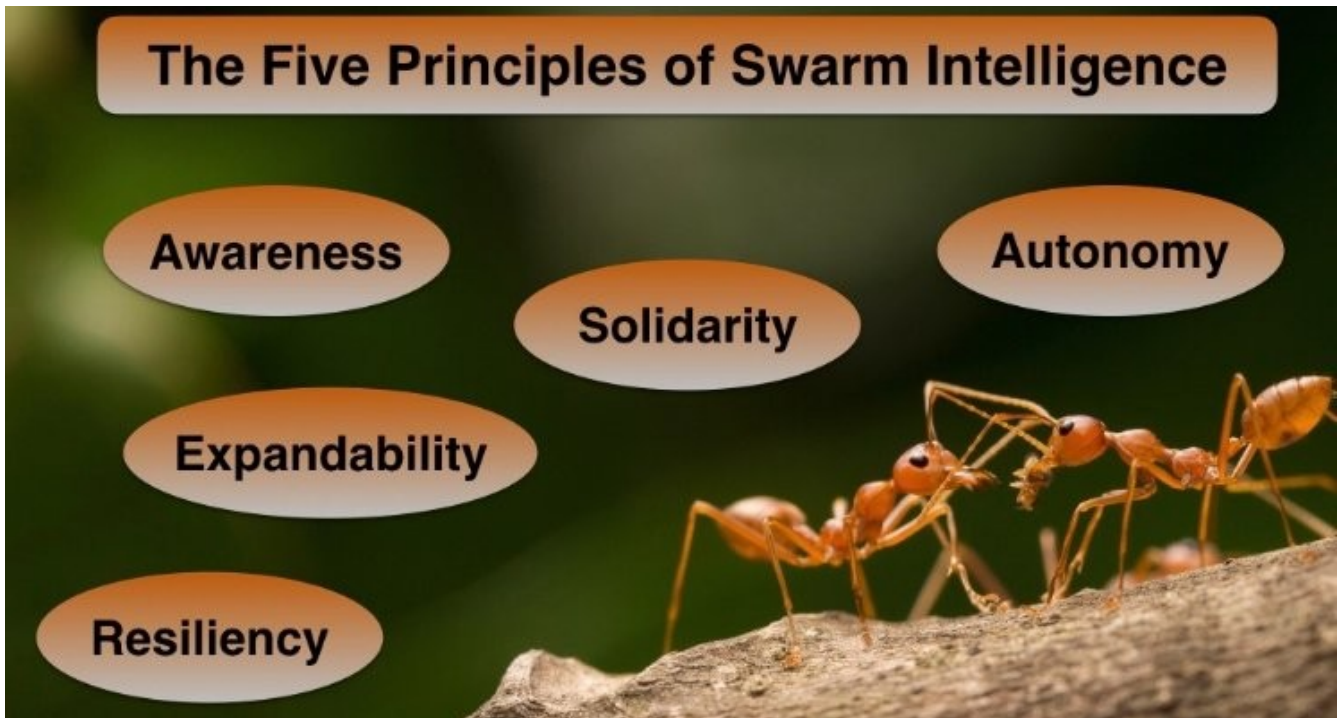 The Five Principles of Swarm Intelligence
Awareness
Autonomy
Solidarity
Expandability
Resiliency